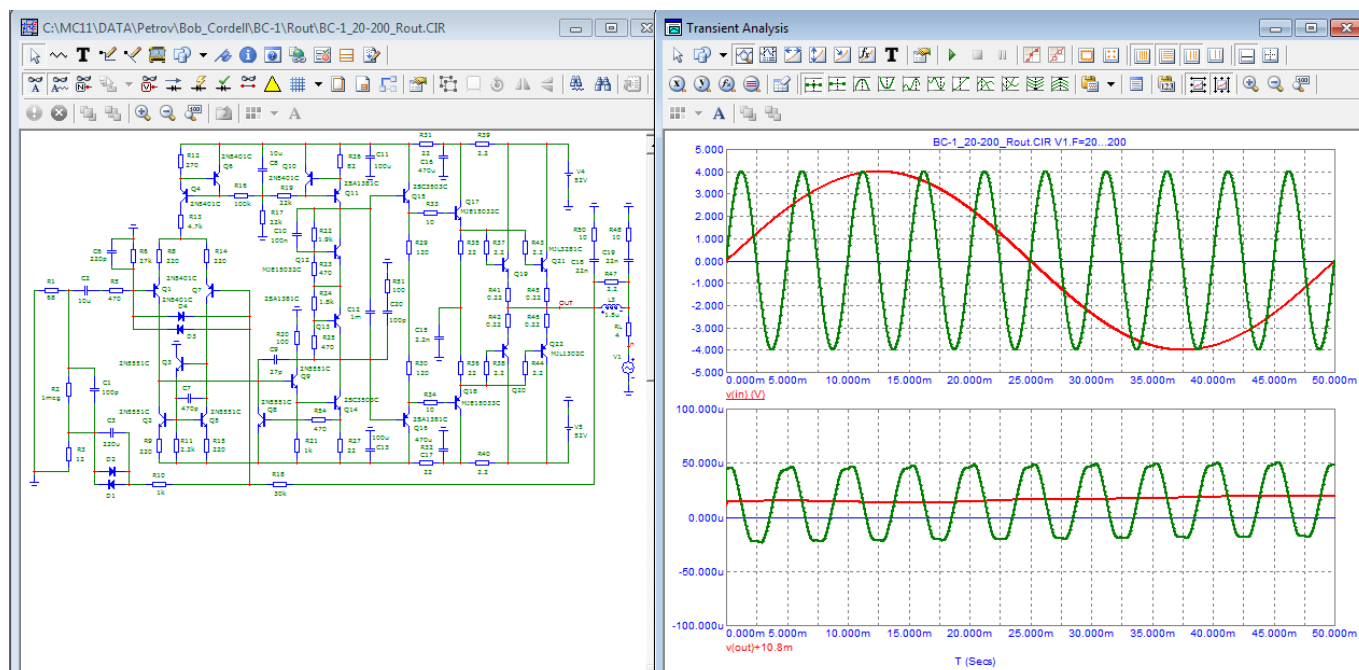 C:\MC11\DATA\Petrov\Bob_Cordell\BC-1\Rout\BC-1_20-200_Rout.CIR
R12
270
2N5401C
Q6
10u
C8
Q10
R26
82
C11
100u
R31
22
C16
470u
R39
2.2
Q4
R16
100k
R19
22k
2SA1381C
Q11
2SC3503C
Q15
V4
52V
R13
4.7k
R17
22k
C10
100n
R22
1.9k
R33
10
Q17
MJE15032C
C5
220p
R6
27k
R8
220
R14
220
Q12
MJE15032C
R23
470
R29
120
R35
22
R37
2.2
R43
2.2
MJL3281C
Q21
Q19
R50
10
R48
10
C19
22n
C18
22n
R47
2.2
R1
68
C2
10u
R5
470
2N5401C
Q1
2N5401C
Q7
2SA1381C
R24
1.5k
R51
100
C20
100p
R41
0.22
R45
0.22
OUT
L3
1.5u
D4
D3
R20
100
Q13
R25
470
C12
1m
C15
2.2n
R42
0.22
R46
0.22
RL
4
V1
2N5551C
Q3
C9
27p
Q9
R30
120
R36
22
R38
2.2
R44
2.2
Q22
MJL1302C
Q20
R2
1meg
C1
100p
C7
470p
2N5551C
Q2
2N5551C
Q5
2N5551C
Q8
R54
470
2SC3503C
Q14
R34
10
Q18
MJE15033C
2SA1381C
Q16
C3
220u
R3
12
R9
220
R11
2.2k
R15
220
R21
1k
R27
22
100u
C13
470u
C17
R32
22
R40
2.2
V5
52V
D2
D1
R10
1k
R18
30k
Transient Analysis
BC-1_20-200_Rout.CIR V1.F=20...200
5.000
4.000
3.000
2.000
1.000
0.000
-1.000
-2.000
-3.000
-4.000
-5.000
0.000m 5.000m 10.000m 15.000m 20.000m 25.000m 30.000m 35.000m 40.000m 45.000m 50.000m
v(in) (V)
100.000u
50.000u
0.000u
-50.000u
-100.000u
0.000m 5.000m 10.000m 15.000m 20.000m 25.000m 30.000m 35.000m 40.000m 45.000m 50.000m
v(out)+10.8m
T (Secs)